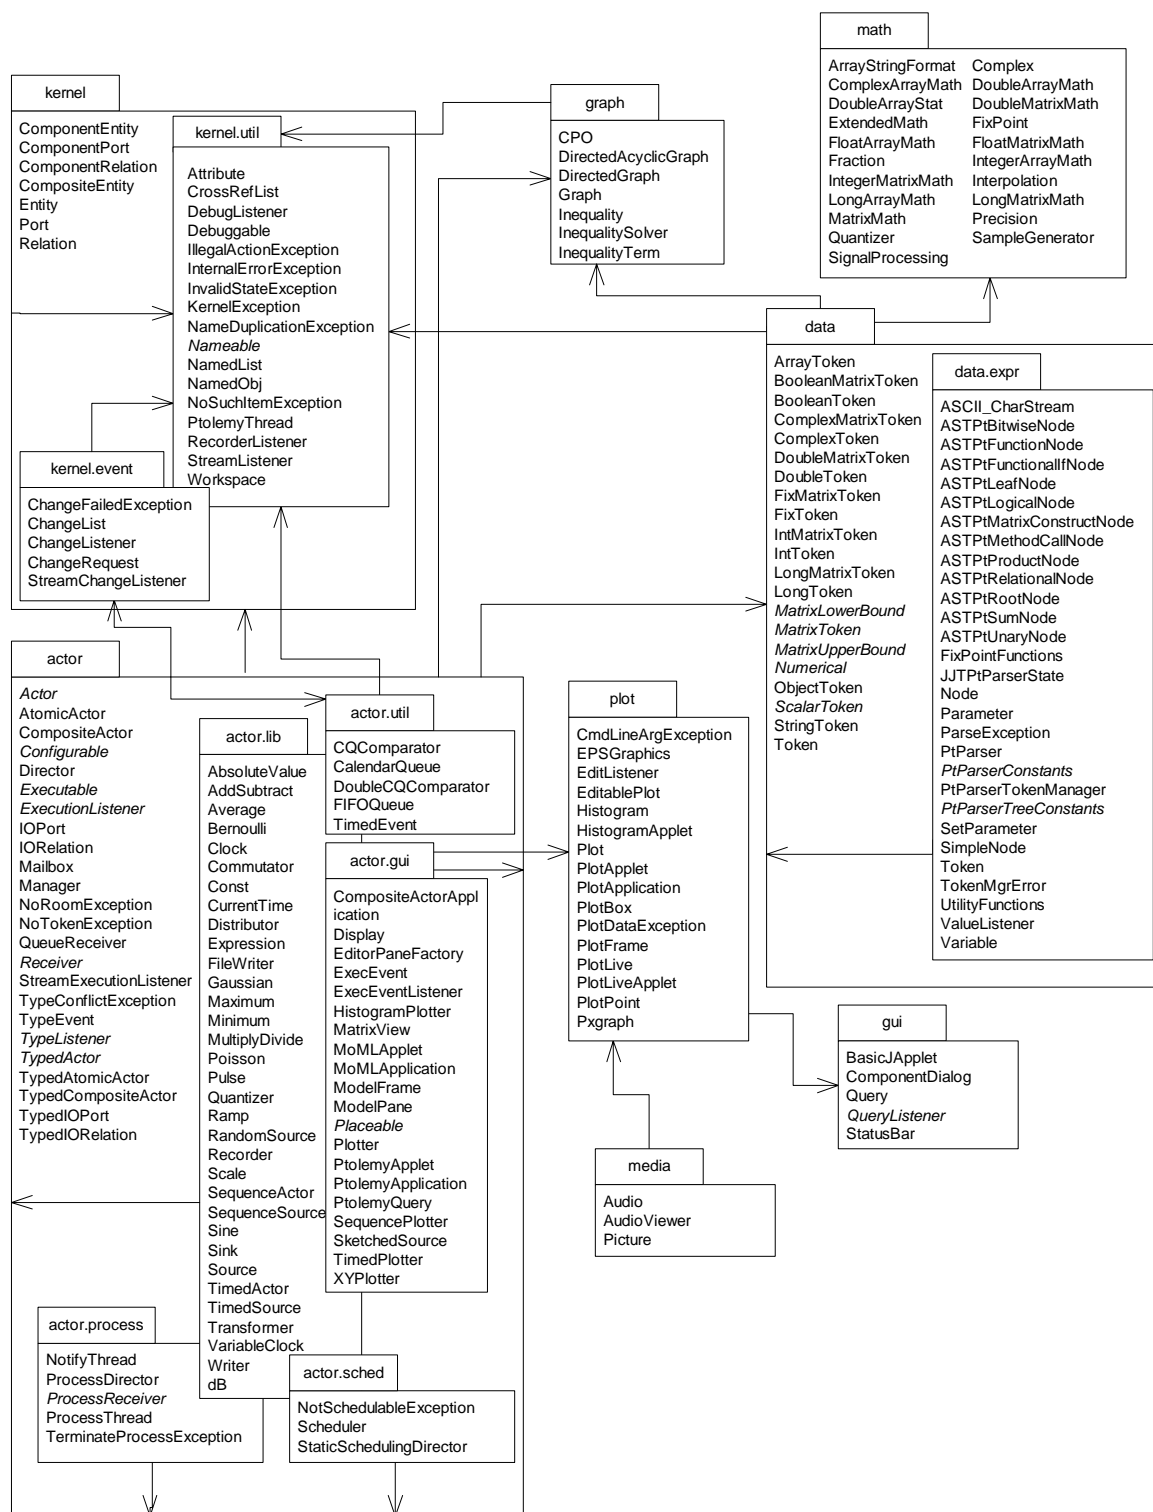 math
ArrayStringFormat Complex
ComplexArrayMath DoubleArrayMath
DoubleArrayStat DoubleMatrixMath
ExtendedMath FixPoint
FloatArrayMath FloatMatrixMath
Fraction IntegerArrayMath
IntegerMatrixMath Interpolation
LongArrayMath LongMatrixMath
MatrixMath Precision
Quantizer SampleGenerator
SignalProcessing
kernel
ComponentEntity
ComponentPort
ComponentRelation
CompositeEntity
Entity
Port
Relation
kernel.util
Attribute
CrossRefList
DebugListener
Debuggable
IllegalActionException
InternalErrorException
InvalidStateException
KernelException
NameDuplicationException
Nameable
NamedList
NamedObj
NoSuchItemException
PtolemyThread
RecorderListener
StreamListener
Workspace
kernel.event
ChangeFailedException
ChangeList
ChangeListener
ChangeRequest
StreamChangeListener
graph
CPO
DirectedAcyclicGraph
DirectedGraph
Graph
Inequality
InequalitySolver
InequalityTerm
data
ArrayToken
BooleanMatrixToken
BooleanToken
ComplexMatrixToken
ComplexToken
DoubleMatrixToken
DoubleToken
FixMatrixToken
FixToken
IntMatrixToken
IntToken
LongMatrixToken
LongToken
MatrixLowerBound
MatrixToken
MatrixUpperBound
Numerical
ObjectToken
ScalarToken
StringToken
Token
data.expr
ASCII_CharStream
ASTPtBitwiseNode
ASTPtFunctionNode
ASTPtFunctionalIfNode
ASTPtLeafNode
ASTPtLogicalNode
ASTPtMatrixConstructNode
ASTPtMethodCallNode
ASTPtProductNode
ASTPtRelationalNode
ASTPtRootNode
ASTPtSumNode
ASTPtUnaryNode
FixPointFunctions
JJTPtParserState
Node
Parameter
ParseException
PtParser
PtParserConstants
PtParserTokenManager
PtParserTreeConstants
SetParameter
SimpleNode
Token
TokenMgrError
UtilityFunctions
ValueListener
Variable
actor
Actor
AtomicActor
CompositeActor
Configurable
Director
Executable
ExecutionListener
IOPort
IORelation
Mailbox
Manager
NoRoomException
NoTokenException
QueueReceiver
Receiver
StreamExecutionListener
TypeConflictException
TypeEvent
TypeListener
TypedActor
TypedAtomicActor
TypedCompositeActor
TypedIOPort
TypedIORelation
actor.lib
AbsoluteValue
AddSubtract
Average
Bernoulli
Clock
Commutator
Const
CurrentTime
Distributor
Expression
FileWriter
Gaussian
Maximum
Minimum
MultiplyDivide
Poisson
Pulse
Quantizer
Ramp
RandomSource
Recorder
Scale
SequenceActor
SequenceSource
Sine
Sink
Source
TimedActor
TimedSource
Transformer
VariableClock
Writer
dB
actor.util
CQComparator
CalendarQueue
DoubleCQComparator
FIFOQueue
TimedEvent
actor.gui
CompositeActorAppl
ication
Display
EditorPaneFactory
ExecEvent
ExecEventListener
HistogramPlotter
MatrixView
MoMLApplet
MoMLApplication
ModelFrame
ModelPane
Placeable
Plotter
PtolemyApplet
PtolemyApplication
PtolemyQuery
SequencePlotter
SketchedSource
TimedPlotter
XYPlotter
plot
CmdLineArgException
EPSGraphics
EditListener
EditablePlot
Histogram
HistogramApplet
Plot
PlotApplet
PlotApplication
PlotBox
PlotDataException
PlotFrame
PlotLive
PlotLiveApplet
PlotPoint
Pxgraph
gui
BasicJApplet
ComponentDialog
Query
QueryListener
StatusBar
media
Audio
AudioViewer
Picture
actor.process
NotifyThread
ProcessDirector
ProcessReceiver
ProcessThread
TerminateProcessException
actor.sched
NotSchedulableException
Scheduler
StaticSchedulingDirector